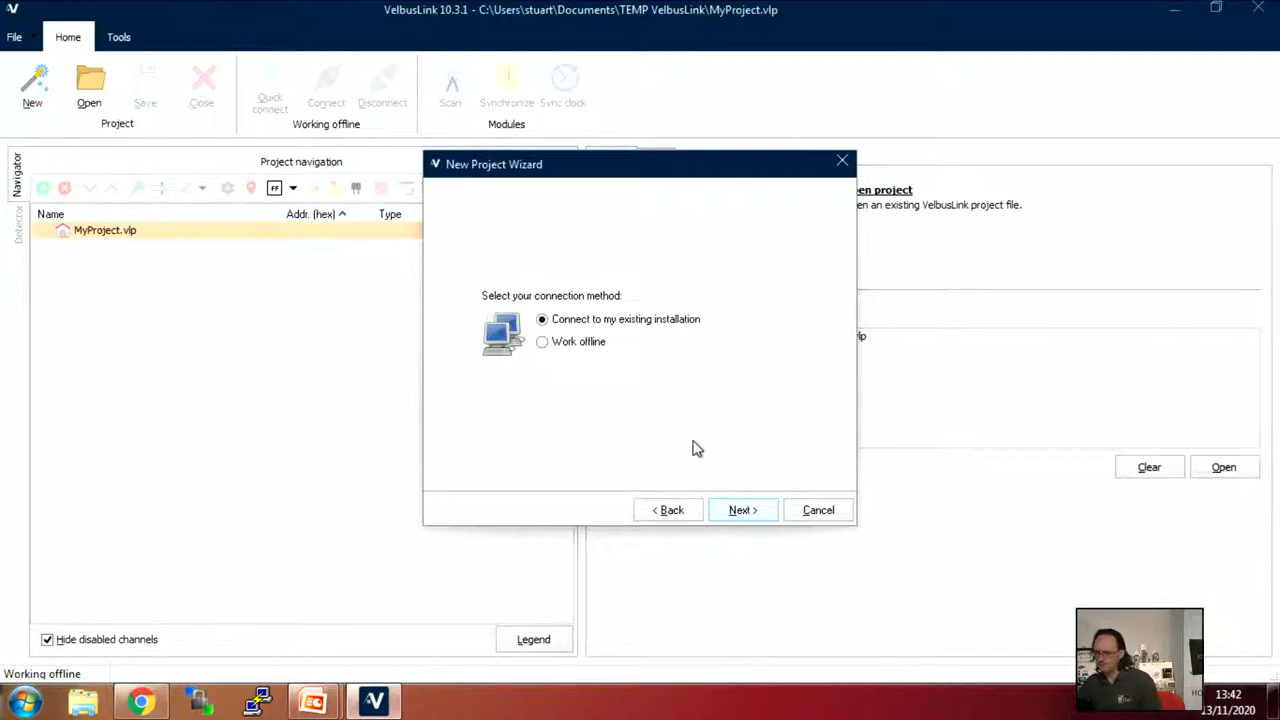 VelbusLink 10.3.1 - C:\Users\stuart\Documents\TEMP VelbusLink\MyProject.vlp
File
Home
Tools
New
Open
Save
Close
Quick connect
Connect
Disconnect
Scan
Synchronize
Sync clock
Project
Working offline
Modules
Navigator
Detector
Project navigation
FF
Name
Addr. (hex)
Type
MyProject.vlp
New Project Wizard
Select your connection method:
Connect to my existing installation
Work offline
< Back
Next >
Cancel
en project
en an existing VelbusLink project file.
lp
Clear
Open
Hide disabled channels
Legend
Working offline
13:42
13/11/2020